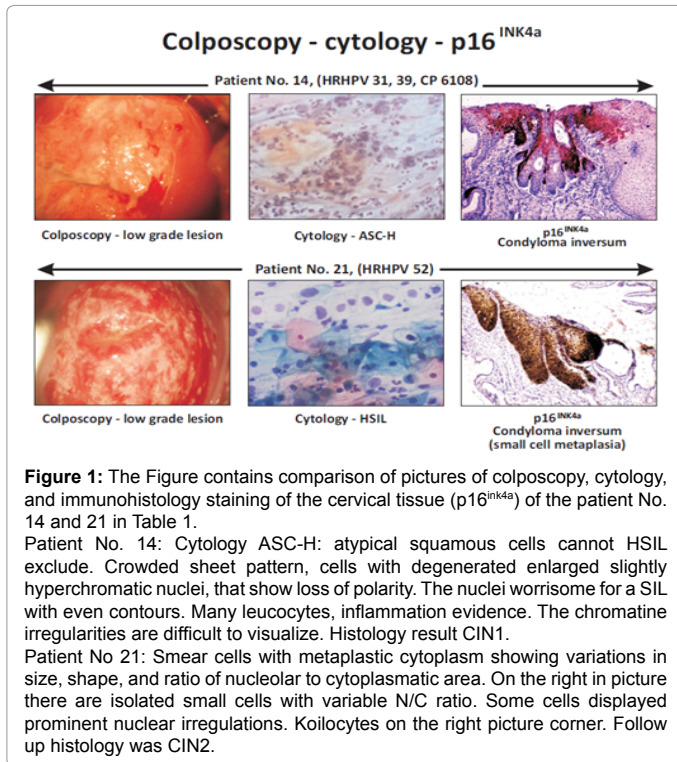 Colposcopy - cytology - p16 INK4a
Patient No. 14, (HRHPV 31, 39, CP 6108)
Colposcopy - low grade lesion
Cytology - ASC-H
p16 INK4a
Condyloma inversum
Patient No. 21, (HRHPV 52)
Colposcopy - low grade lesion
Cytology - HSIL
p16 INK4a
Condyloma inversum
(small cell metaplasia)
Figure 1: The Figure contains comparison of pictures of colposcopy, cytology,
and immunohistology staining of the cervical tissue (p16ink4a) of the patient No.
14 and 21 in Table 1.
Patient No. 14: Cytology ASC-H: atypical squamous cells cannot HSIL
exclude. Crowded sheet pattern, cells with degenerated enlarged slightly
hyperchromatic nuclei, that show loss of polarity. The nuclei worrisome for a SIL
with even contours. Many leucocytes, inflammation evidence. The chromatine
irregularities are difficult to visualize. Histology result CIN1.
Patient No 21: Smear cells with metaplastic cytoplasm showing variations in
size, shape, and ratio of nucleolar to cytoplasmatic area. On the right in picture
there are isolated small cells with variable N/C ratio. Some cells displayed
prominent nuclear irregulations. Koilocytes on the right picture corner. Follow
up histology was CIN2.